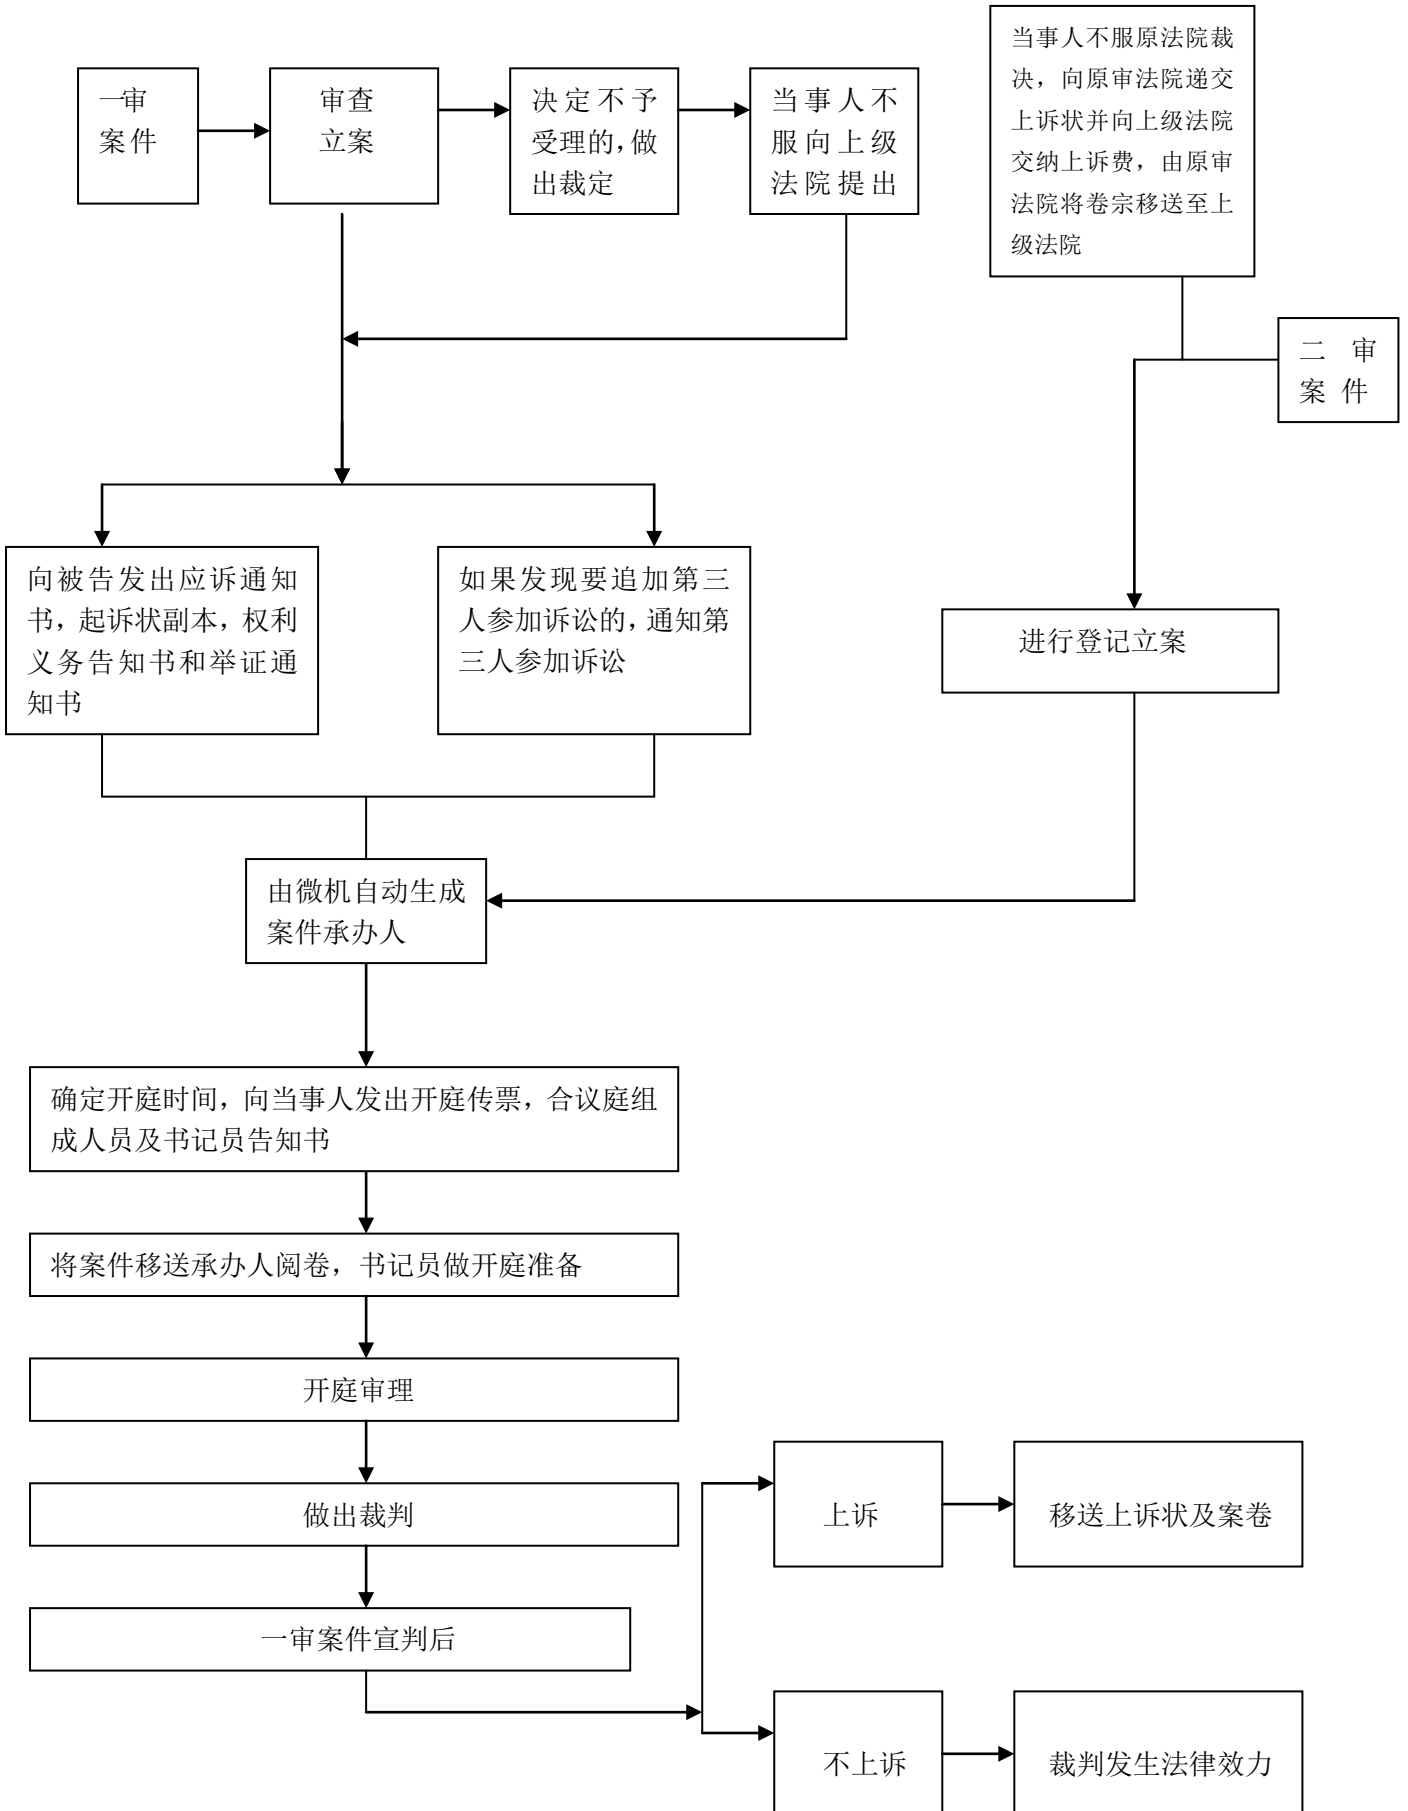 一审
案件
审查
立案
决定不予
受理的，做
出裁定
当事人不
服向上级
法院提出
当事人不服原法院裁
决，向原审法院递交
上诉状并向上级法院
交纳上诉费，由原审
法院将卷宗移送至上
级法院
二 审
案 件
向被告发出应诉通知
书，起诉状副本，权利
义务告知书和举证通
知书
如果发现要追加第三
人参加诉讼的，通知第
三人参加诉讼
进行登记立案
由微机自动生成
案件承办人
确定开庭时间，向当事人发出开庭传票，合议庭组
成人员及书记员告知书
将案件移送承办人阅卷，书记员做开庭准备
开庭审理
做出裁判
一审案件宣判后
上诉
移送上诉状及案卷
不上诉
裁判发生法律效力